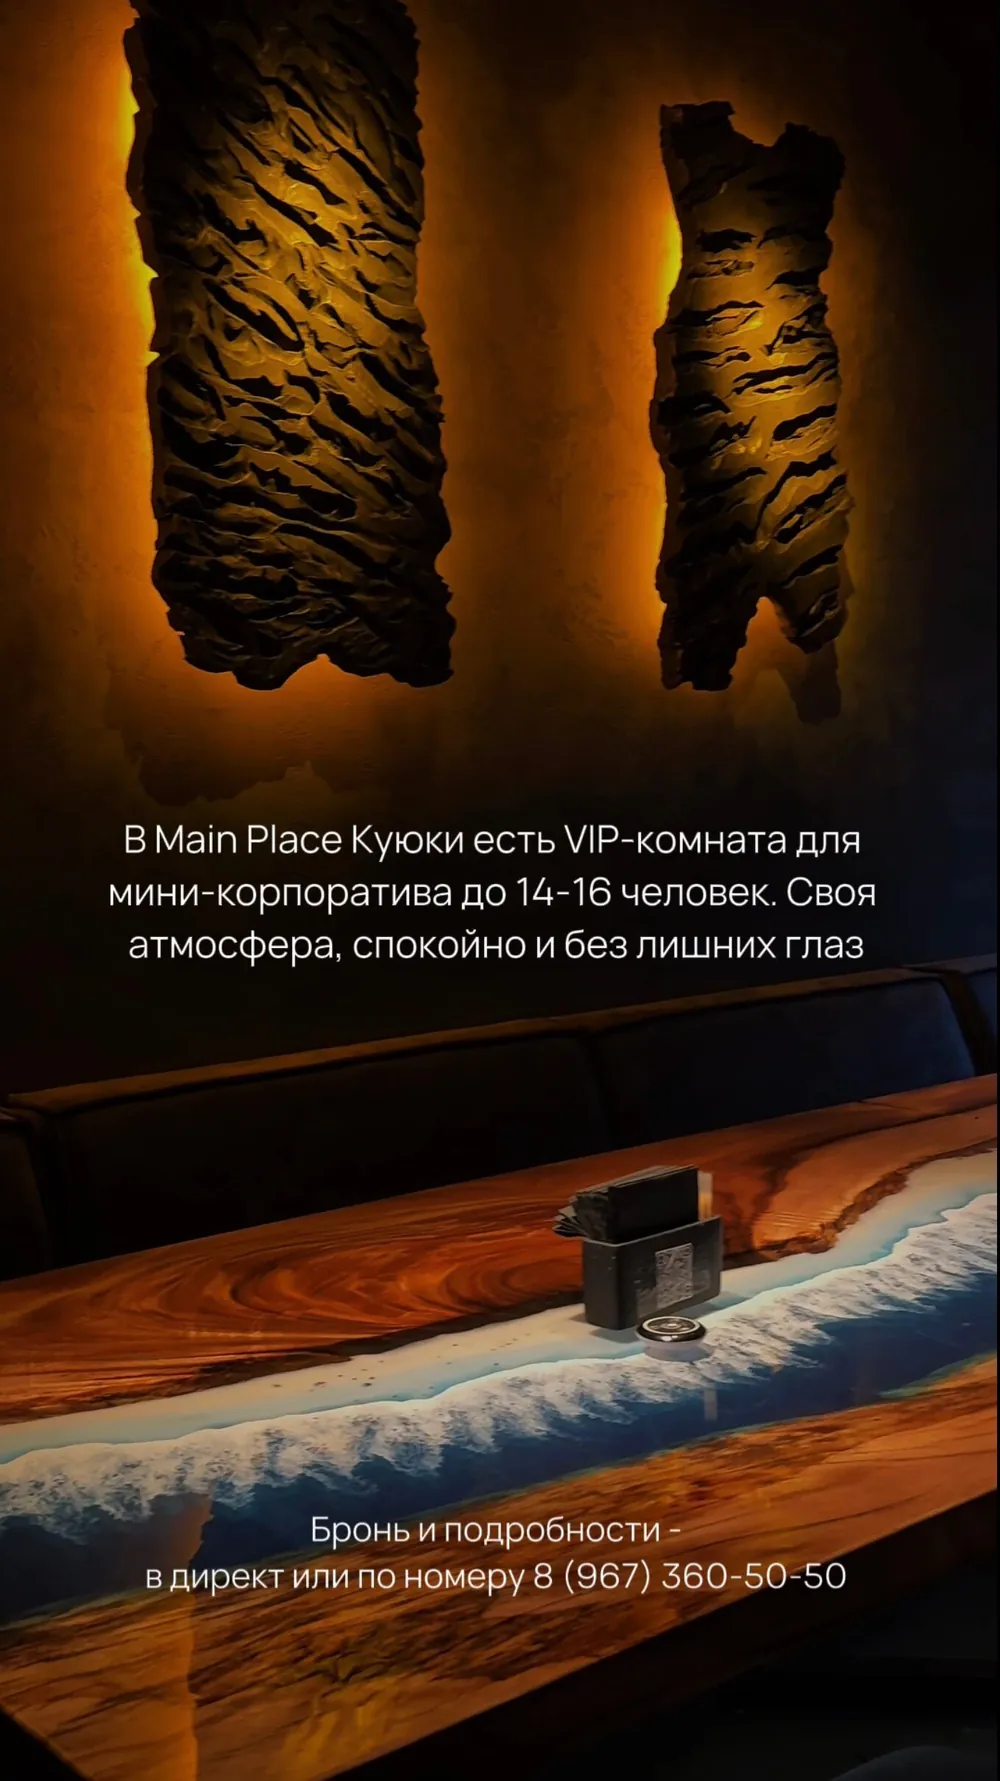 В Main Place Куюки есть VIP-комната для
мини-корпоратива до 14-16 человек. Своя
атмосфера, спокойно и без лишних глаз
Бронь и подробности -
в директ или по номеру 8 (967) 360-50-50